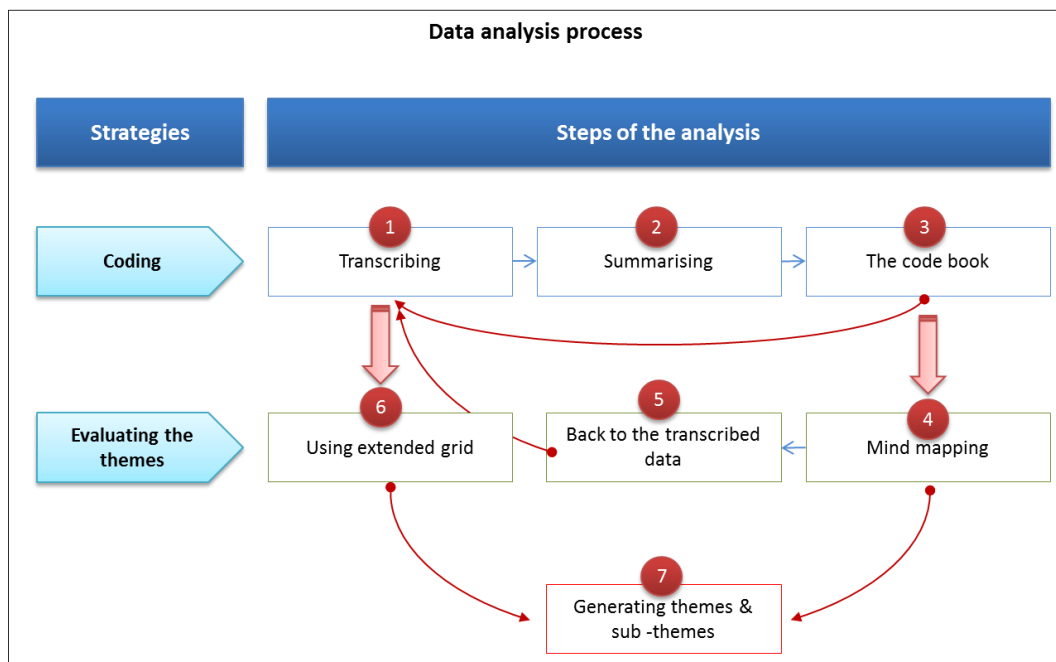 Data analysis process
Strategies
Steps of the analysis
1
2
3
Coding
Transcribing
Summarising
The code book
6
5
4
Evaluating the
themes
Using extended grid
Back to the transcribed
data
Mind mapping
7
Generating themes &
sub -themes